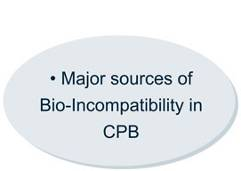 • Major sources of
Bio-Incompatibility in
CPB